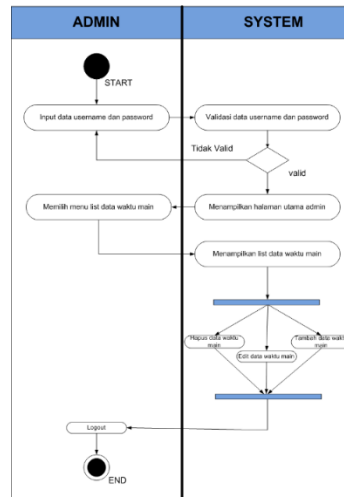 ADMIN
SYSTEM
START
Input data username dan password
Validasi data username dan password
Tidak Valid
valid
Memilih menu list data waktu main
Menampilkan halaman utama admin
Menampilkan list data waktu main
Hapus data waktu
main
Edit data waktu main
Tambah data waktu
main
Logout
END